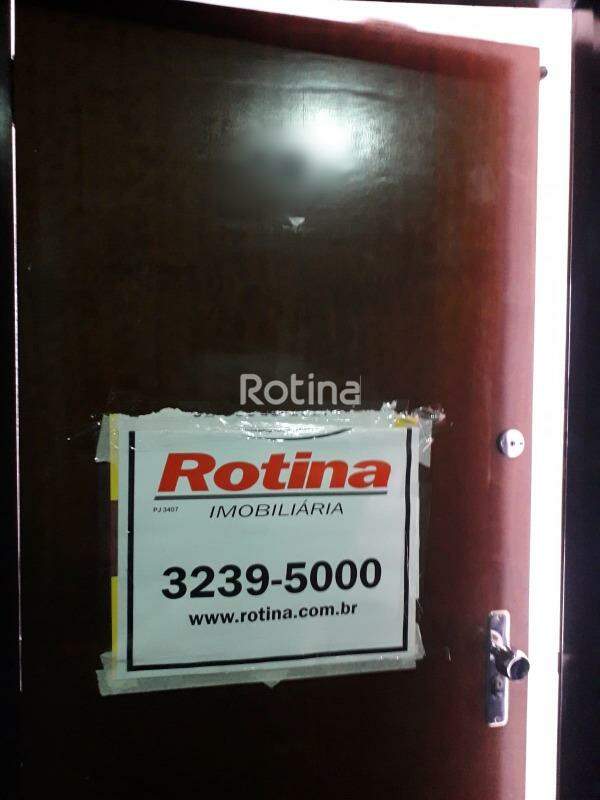 Rotina
Rotina
PJ 3407
IMOBILIÁRIA
3239-5000
www.rotina.com.br